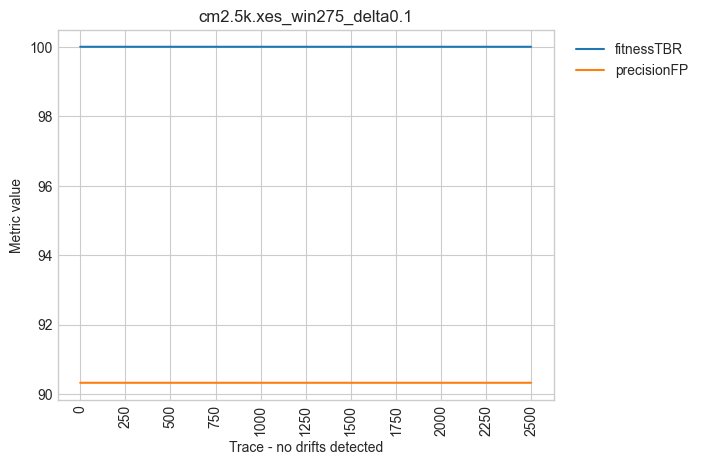 cm2.5k.xes_win275_delta0.1
fitnessTBR
precisionFP
Metric value
100
98
96
94
92
90
0 250 500 750 1000 1250 1500 1750 2000 2250 2500
Trace - no drifts detected